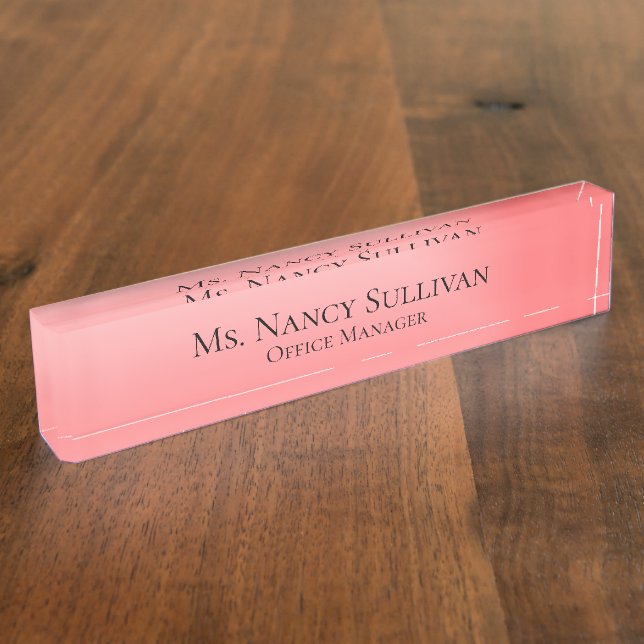 Ms. Nancy Sullivan
Office Manager